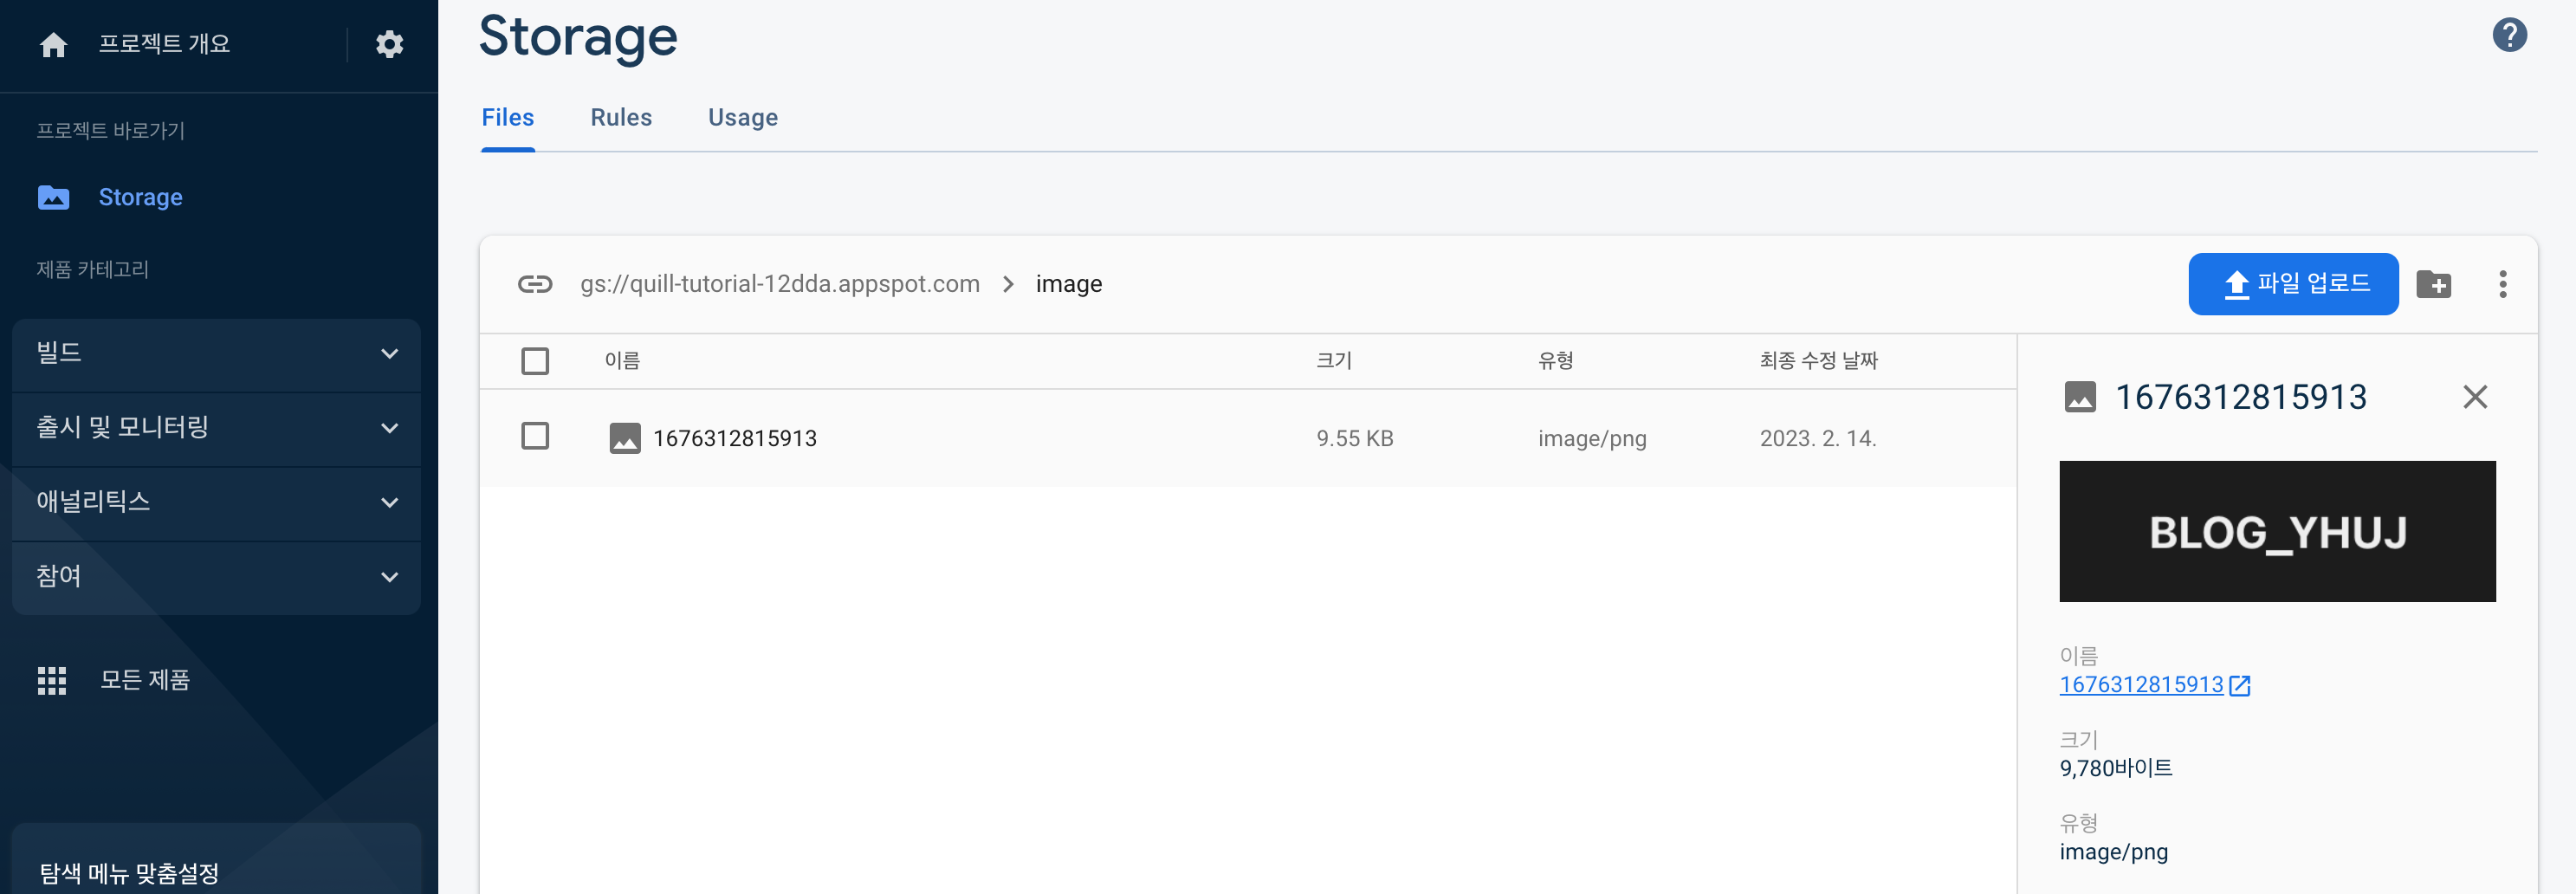 프로젝트 개요
프로젝트 바로가기
Storage
제품 카테고리
빌드
출시 및 모니터링
애널리틱스
참여
모든 제품
탐색 메뉴 맞춤설정
Storage
Files Rules Usage
gs://quill-tutorial-12dda.appspot.com > image
파일 업로드
이름 크기 유형 최종 수정 날짜
1676312815913 9.55 KB image/png 2023. 2. 14.
1676312815913
BLOG_YHUJ
이름
1676312815913
크기
9,780바이트
유형
image/png